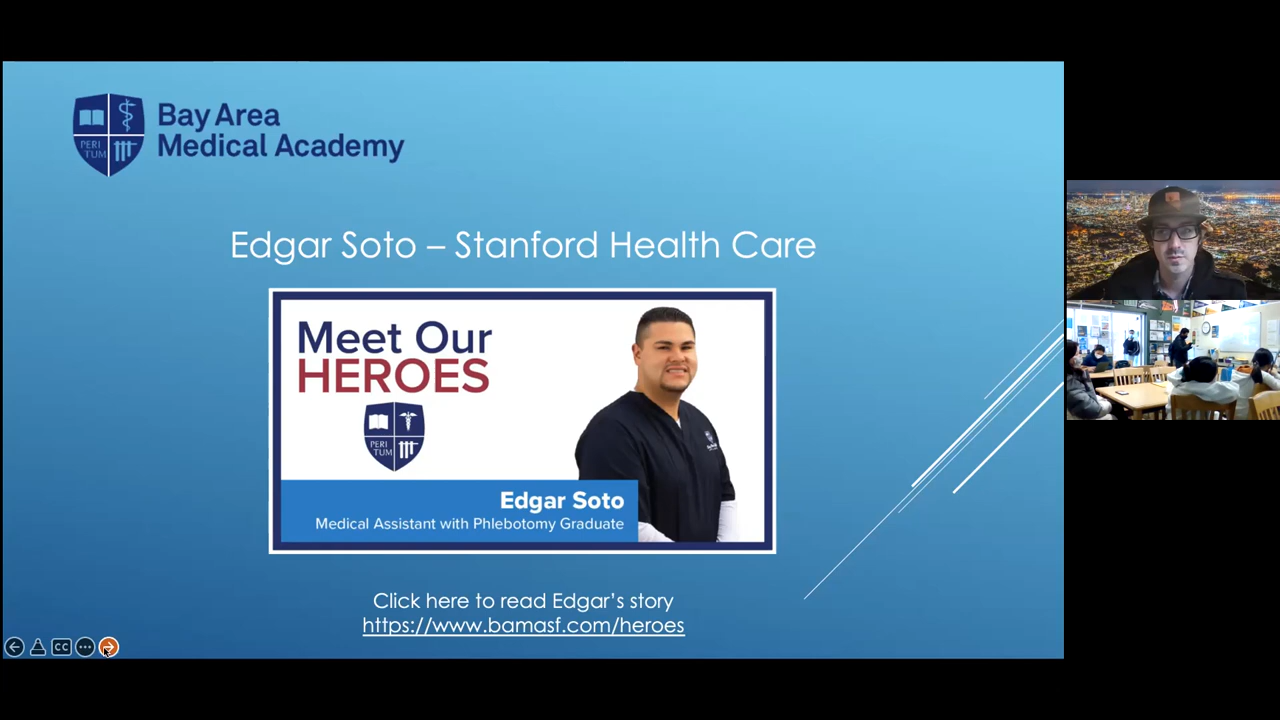 Bay Area
Medical Academy
PERI
TUM
Edgar Soto – Stanford Health Care
Meet Our
HEROES
PERI
TUM
Edgar Soto
Medical Assistant with Phlebotomy Graduate
Click here to read Edgar's story
https://www.bamasf.com/heroes
CC